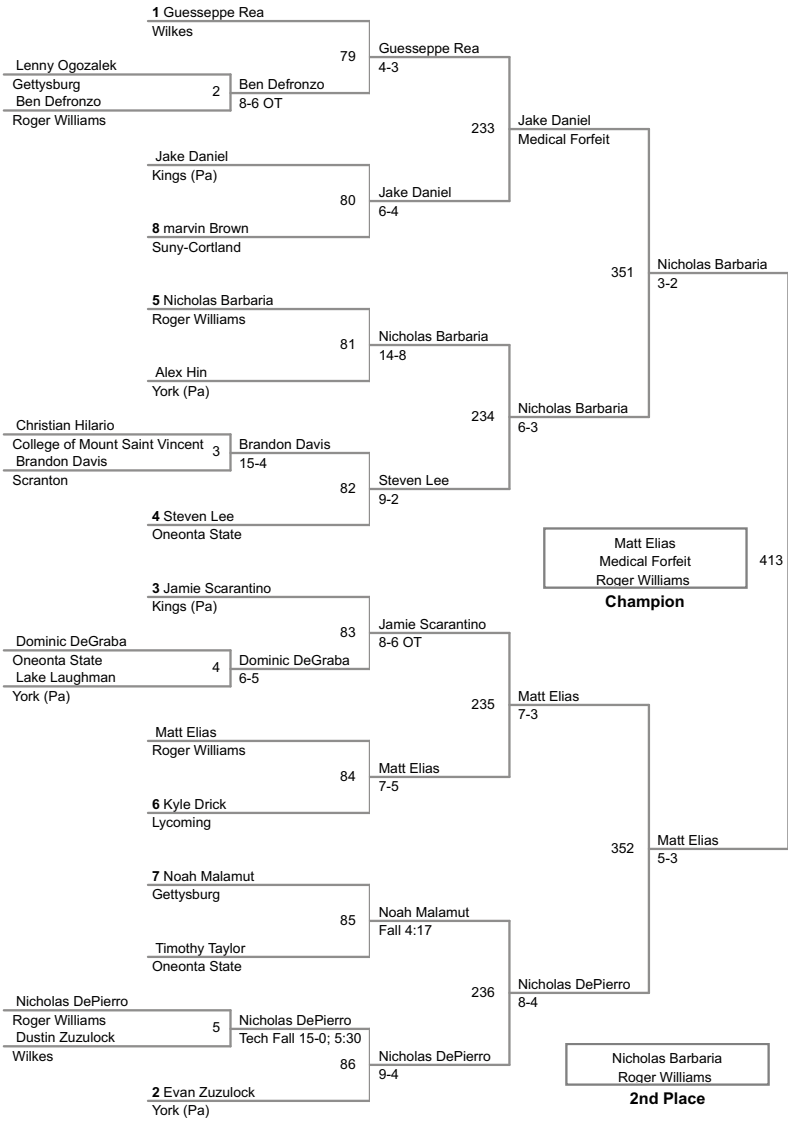 1 Guesseppe Rea
Wilkes
79
Guesseppe Rea
4-3
Lenny Ogozalek
Gettysburg
2
Ben Defronzo
Roger Williams
Ben Defronzo
8-6 OT
233
Jake Daniel
Medical Forfeit
Jake Daniel
Kings (Pa)
80
Jake Daniel
6-4
8 marvin Brown
Suny-Cortland
351
Nicholas Barbaria
3-2
5 Nicholas Barbaria
Roger Williams
81
Nicholas Barbaria
14-8
Alex Hin
York (Pa)
234
Nicholas Barbaria
6-3
Christian Hilario
College of Mount Saint Vincent
3
Brandon Davis
Scranton
Brandon Davis
15-4
82
Steven Lee
9-2
4 Steven Lee
Oneonta State
Matt Elias
Medical Forfeit
Roger Williams
413
Champion
3 Jamie Scarantino
Kings (Pa)
83
Jamie Scarantino
8-6 OT
Dominic DeGraba
Oneonta State
4
Lake Laughman
York (Pa)
Dominic DeGraba
6-5
235
Matt Elias
7-3
Matt Elias
Roger Williams
84
Matt Elias
7-5
6 Kyle Drick
Lycoming
352
Matt Elias
5-3
7 Noah Malamut
Gettysburg
85
Noah Malamut
Fall 4:17
Timothy Taylor
Oneonta State
236
Nicholas DePierro
8-4
Nicholas DePierro
Roger Williams
5
Dustin Zuzulock
Wilkes
Nicholas DePierro
Tech Fall 15-0; 5:30
86
Nicholas DePierro
9-4
2 Evan Zuzulock
York (Pa)
Nicholas Barbaria
Roger Williams
2nd Place